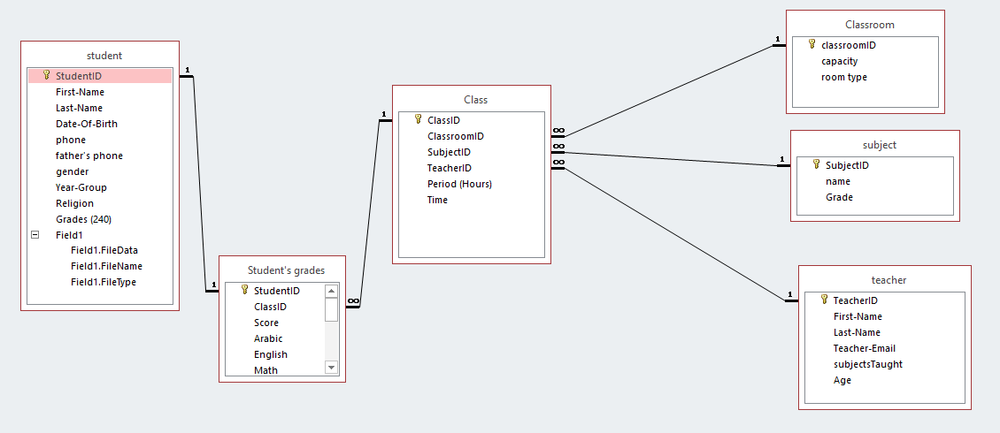 student
StudentID
First-Name
Last-Name
Date-Of-Birth
phone
father's phone
gender
Year-Group
Religion
Grades (240)
Field1
Field1.FileData
Field1.FileName
Field1.FileType
1
1
Student's grades
StudentID
ClassID
Score
Arabic
English
Math
∞
1
Class
ClassID
ClassroomID
SubjectID
TeacherID
Period (Hours)
Time
∞
∞
∞
1
Classroom
classroomID
capacity
room type
1
subject
SubjectID
name
Grade
1
teacher
TeacherID
First-Name
Last-Name
Teacher-Email
subjectsTaught
Age